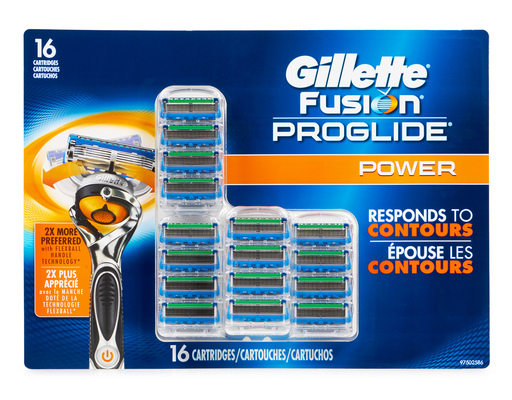 16
CARTRIDGES
CARTOUCHES
CARTUCHOS
Gillette®
FUSION®
PROGLIDE®
POWER
RESPONDS TO
CONTOURS
ÉPOUSE LES
CONTOURS
2X MORE
PREFERRED
with FLEXBALL
HANDLE
TECHNOLOGY*
2X PLUS
APPRÉCIÉ
avec le MANCHE
DOTÉ DE LA
TECHNOLOGIE
FLEXBALL*
16 CARTRIDGES/CARTOUCHES/CARTUCHOS
97502586